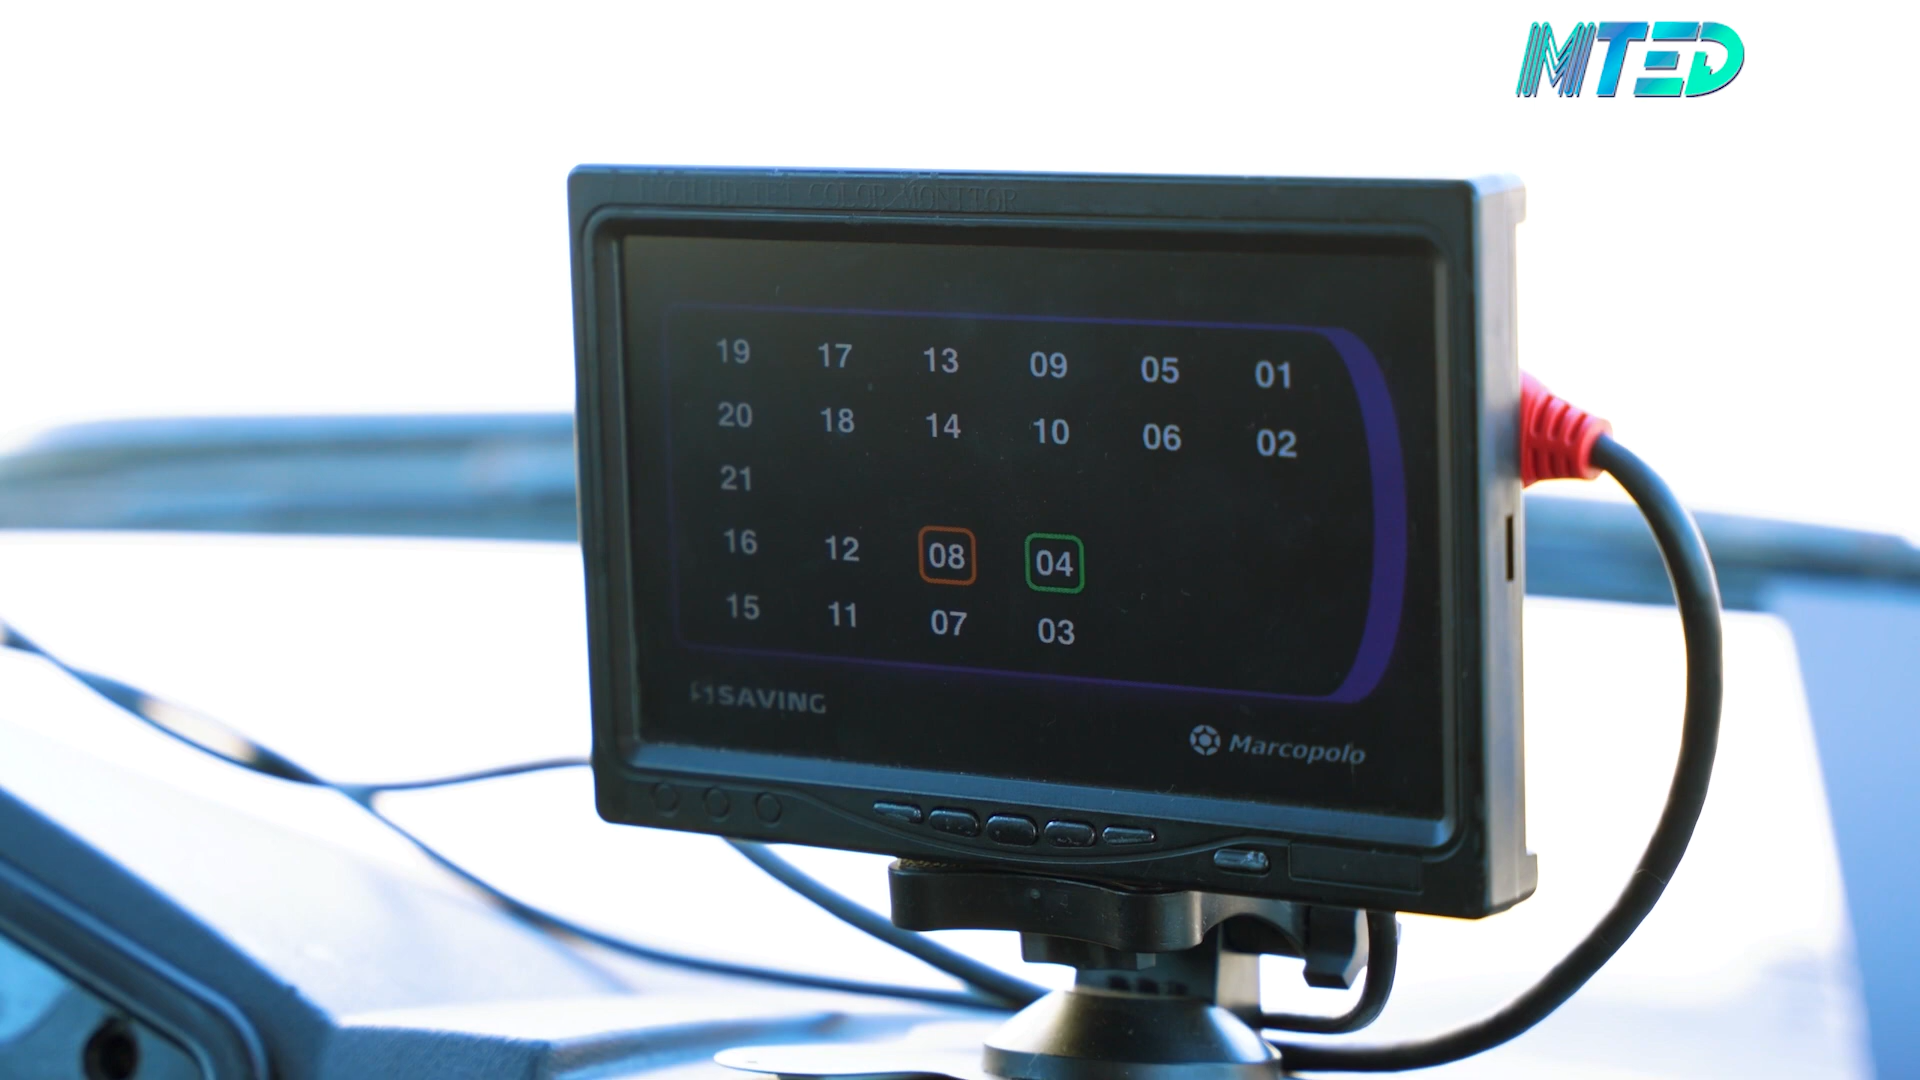 MTED
HD TFT COLOR MONITOR
19 17 13 09 05 01
20 18 14 10 06 02
21
16 12 08 04
15 11 07 03
SAVING
Marcopolo